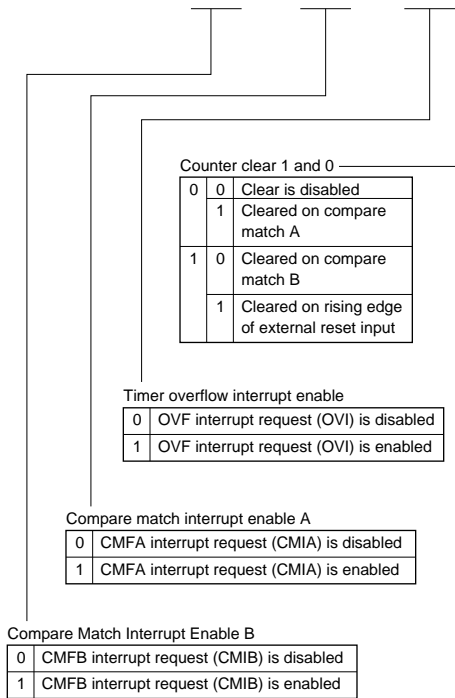 Counter clear 1 and 0
0 0 Clear is disabled
1 Cleared on compare
match A
1 0 Cleared on compare
match B
1 Cleared on rising edge
of external reset input
Timer overflow interrupt enable
0 OVF interrupt request (OVI) is disabled
1 OVF interrupt request (OVI) is enabled
Compare match interrupt enable A
0 CMFA interrupt request (CMIA) is disabled
1 CMFA interrupt request (CMIA) is enabled
Compare Match Interrupt Enable B
0 CMFB interrupt request (CMIB) is disabled
1 CMFB interrupt request (CMIB) is enabled